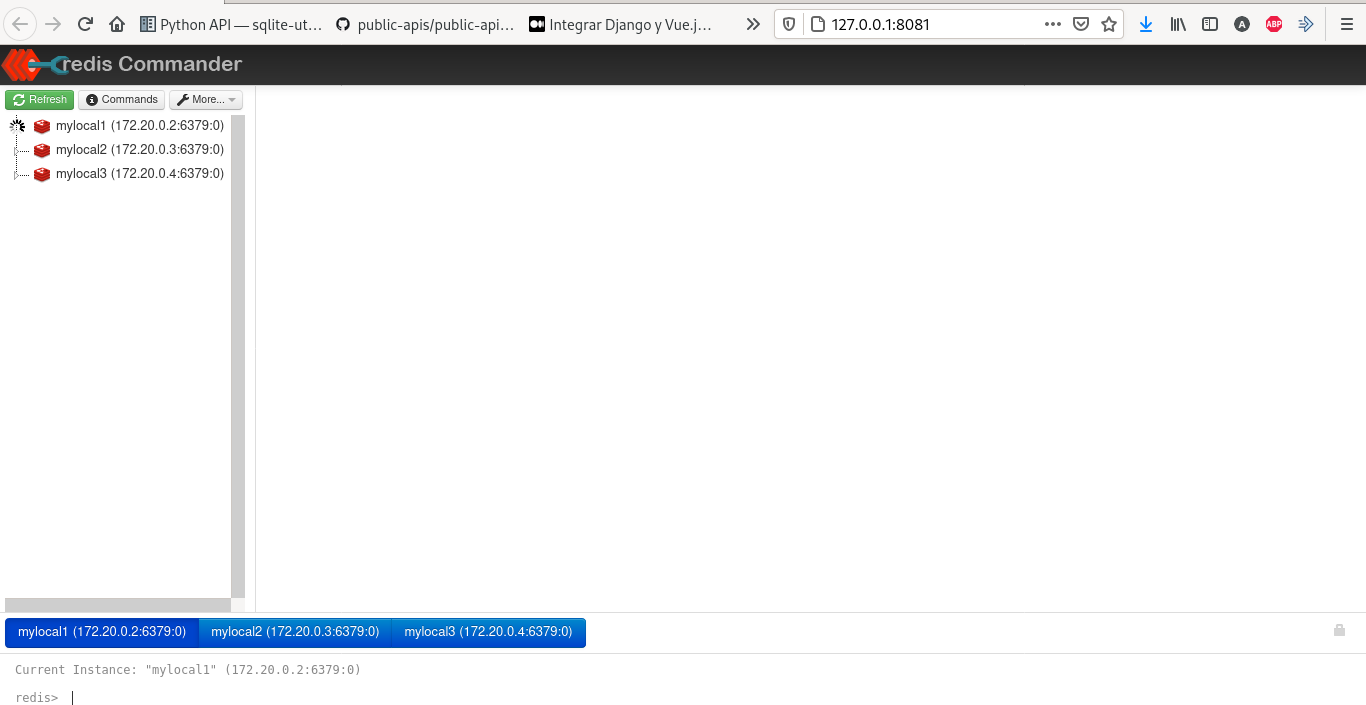 Python API — sqlite-ut… public-apis/public-api… Integrar Django y Vue.j… 127.0.0.1:8081 A ABP
redis Commander
Refresh Commands More...
mylocal1 (172.20.0.2:6379:0)
mylocal2 (172.20.0.3:6379:0)
mylocal3 (172.20.0.4:6379:0)
mylocal1 (172.20.0.2:6379:0) mylocal2 (172.20.0.3:6379:0) mylocal3 (172.20.0.4:6379:0)
Current Instance: "mylocal1" (172.20.0.2:6379:0)
redis>